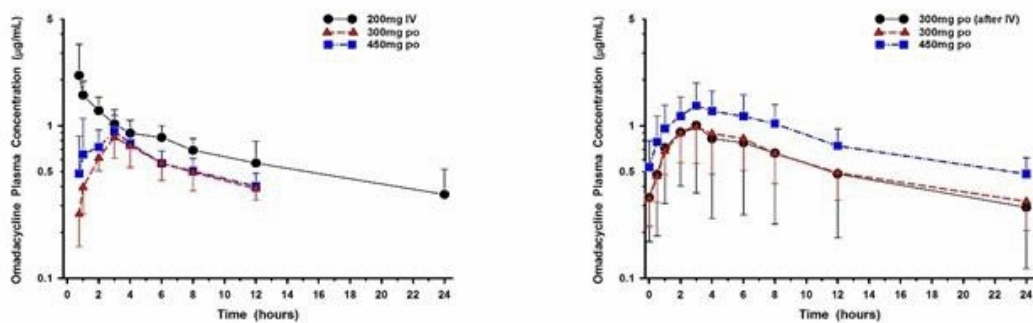 5
1
0.5
0.1
Omadacycline Plasma Concentration (µg/mL)
200mg IV
300mg po
450mg po
0 2 4 6 8 10 12 14 16 18 20 22 24
Time (hours)
5
1
0.5
0.1
Omadacycline Plasma Concentration (µg/mL)
300mg po (after IV)
300mg po
450mg po
0 2 4 6 8 10 12 14 16 18 20 22 24
Time (hours)